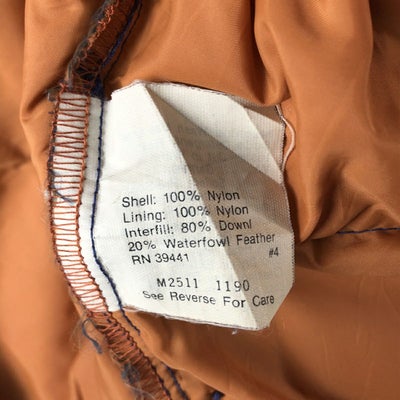 Shell: 100% Nylon
Lining: 100% Nylon
Interfill: 80% Down/
20% Waterfowl Feather
RN 39441 #4
M2511 1190
See Reverse For Care